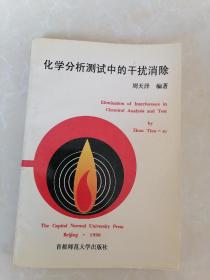 化学分析测试中的干扰消除
周天泽 编著
Elimination of Interferences in
Chemical Analysis and Test
by
Zhou Tian-ze
The Capital Normal University Press
Beijing · 1996
首都师范大学出版社